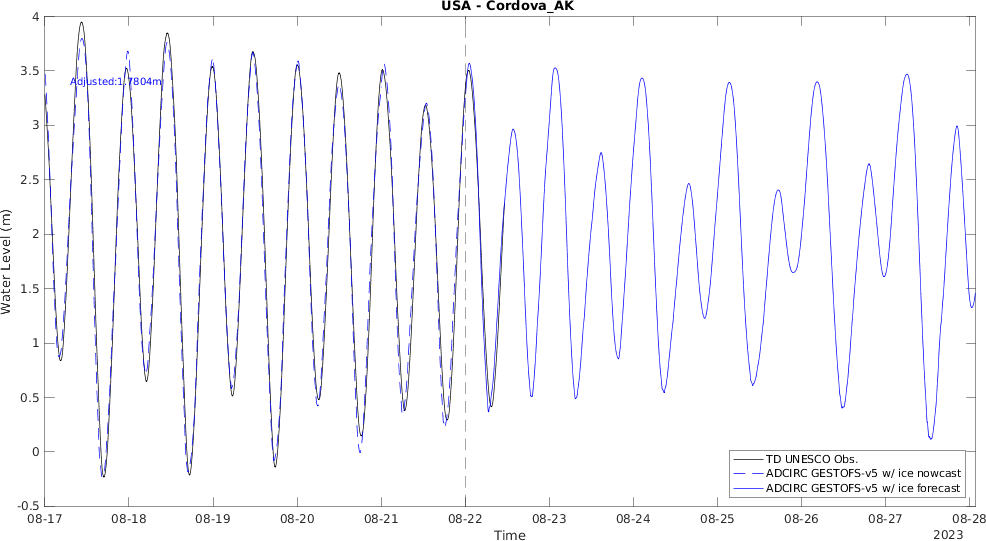 USA - Cordova_AK
4
3.5
3
2.5
2
1.5
1
0.5
0
-0.5
Water Level (m)
Adjusted:1.7804m
TD UNESCO Obs.
ADCIRC GESTOFS-v5 w/ ice nowcast
ADCIRC GESTOFS-v5 w/ ice forecast
08-17 08-18 08-19 08-20 08-21 08-22 08-23 08-24 08-25 08-26 08-27 08-28
Time
2023